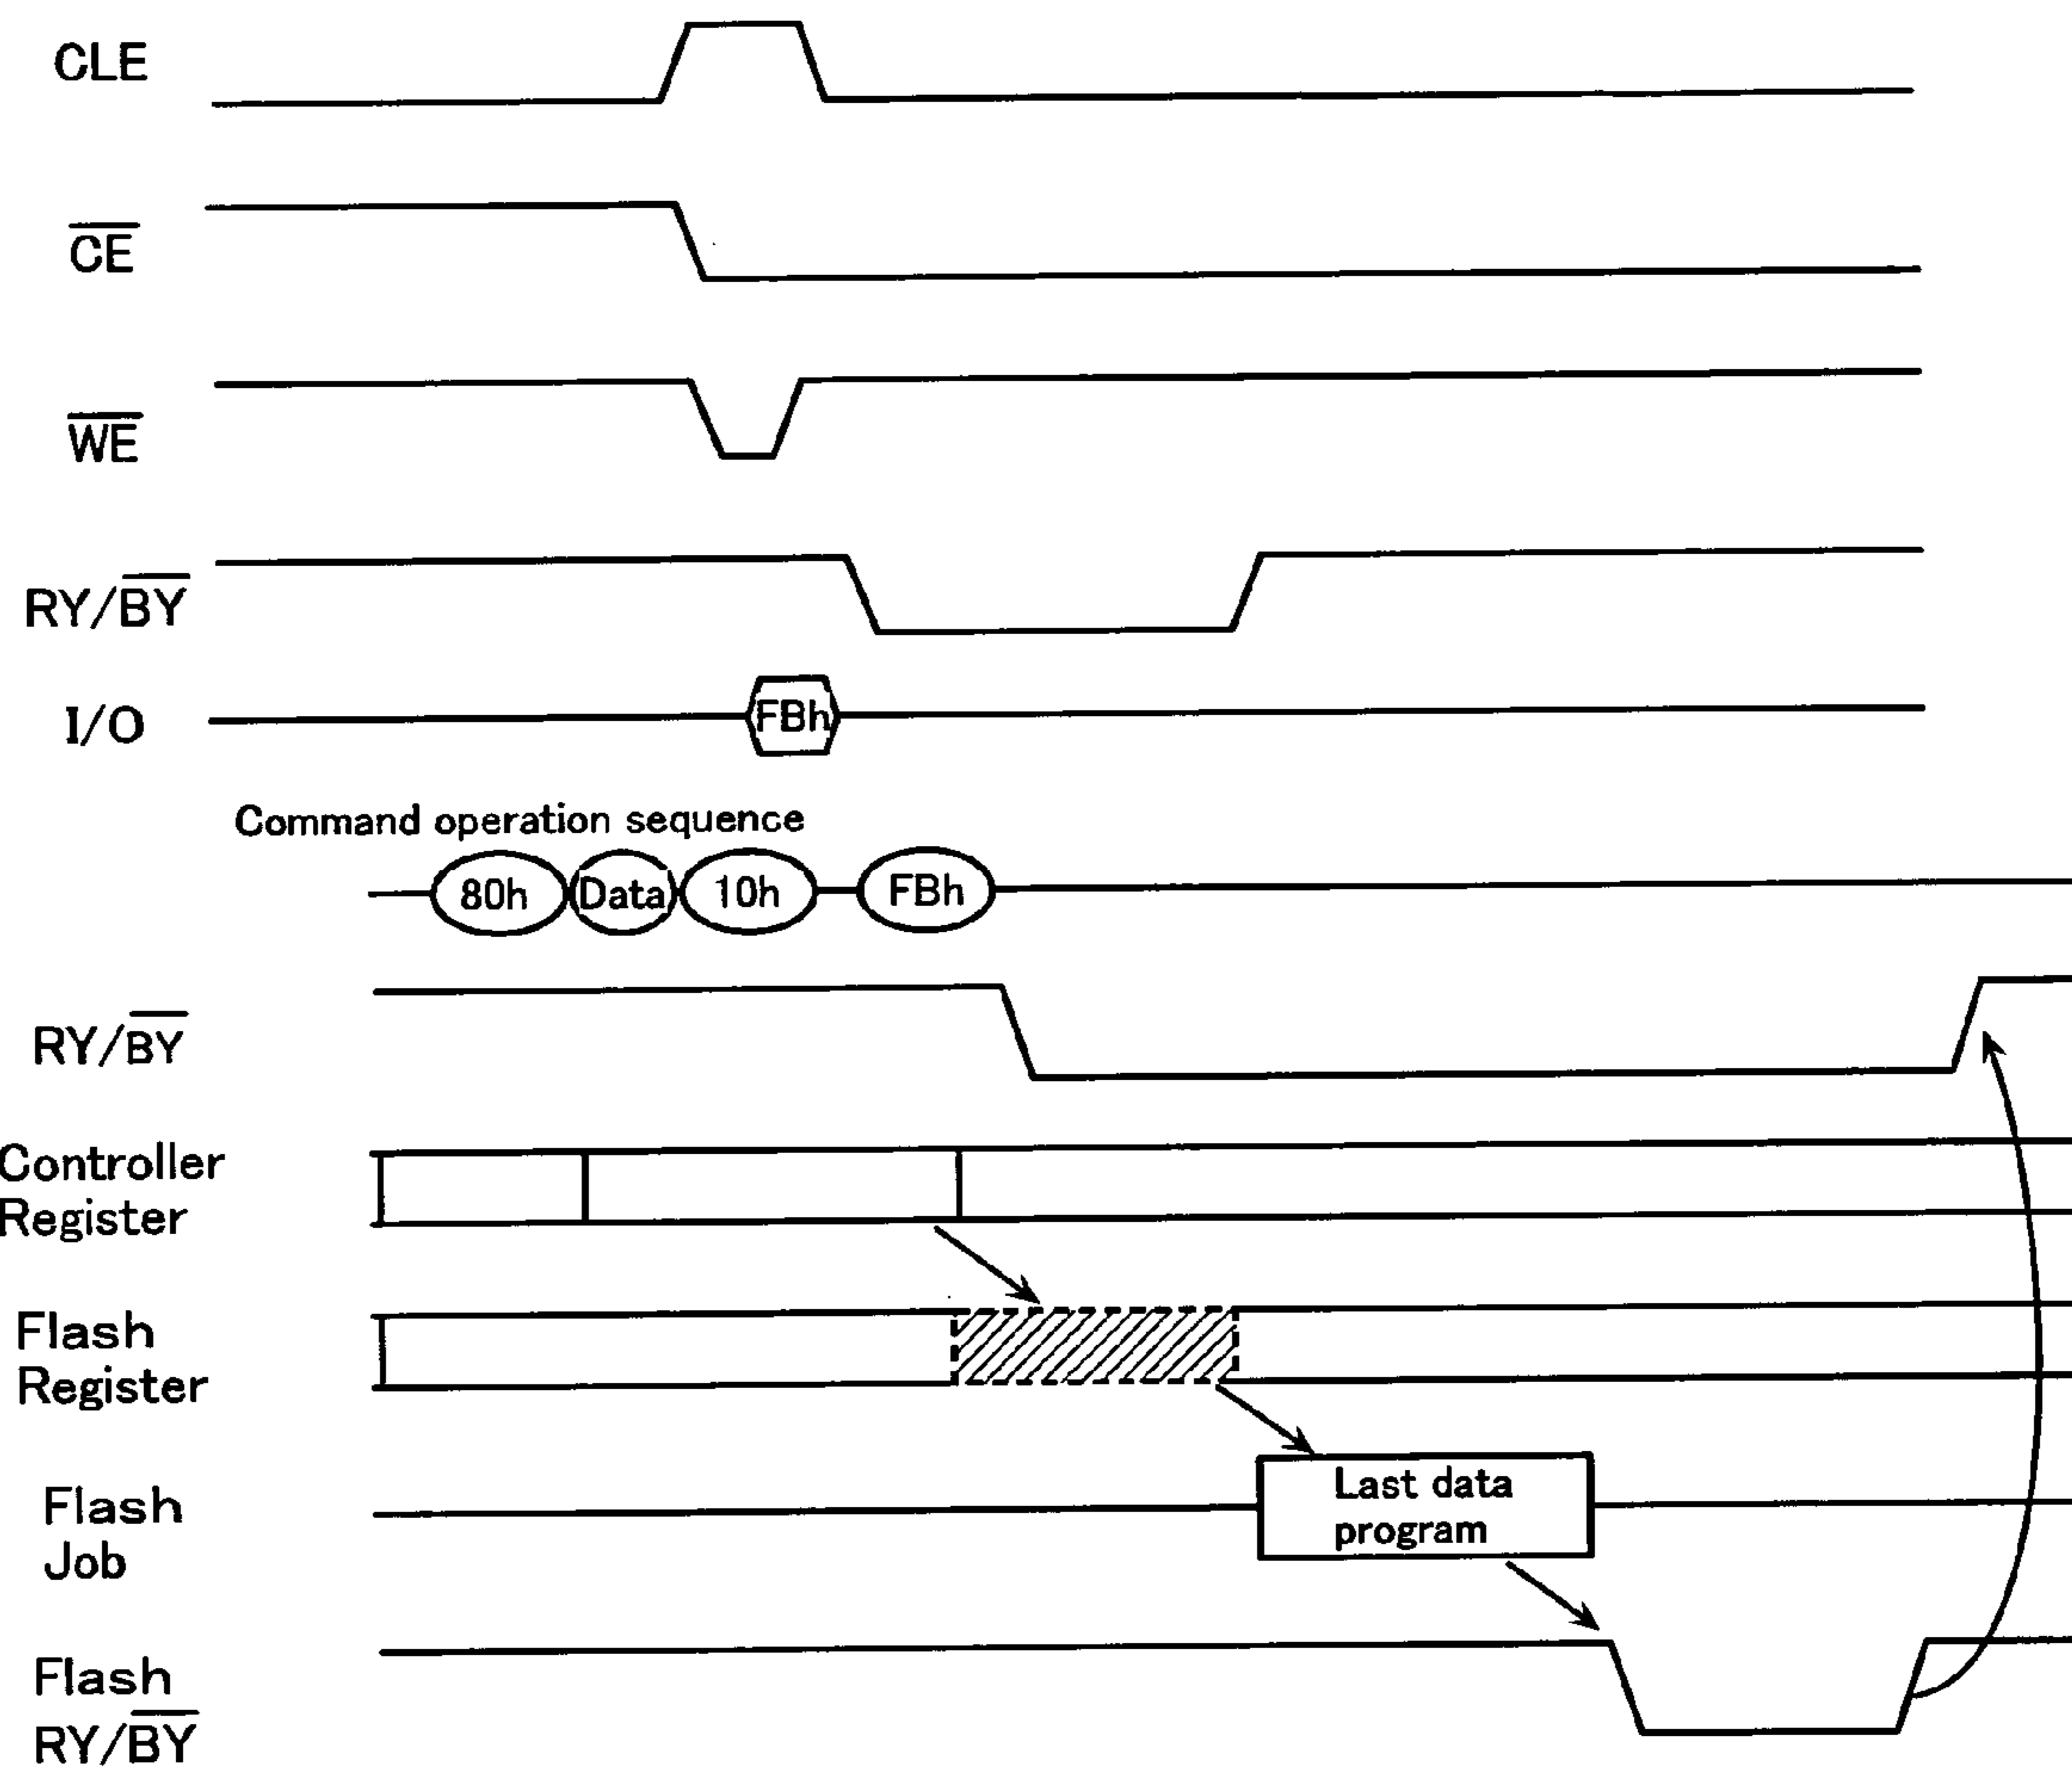 CLE
CE
WE
RY/BY
I/O
FBh
Command operation sequence
80h Data 10h FBh
RY/BY
Controller
Register
Flash
Register
Flash
Job
Last data
program
Flash
RY/BY